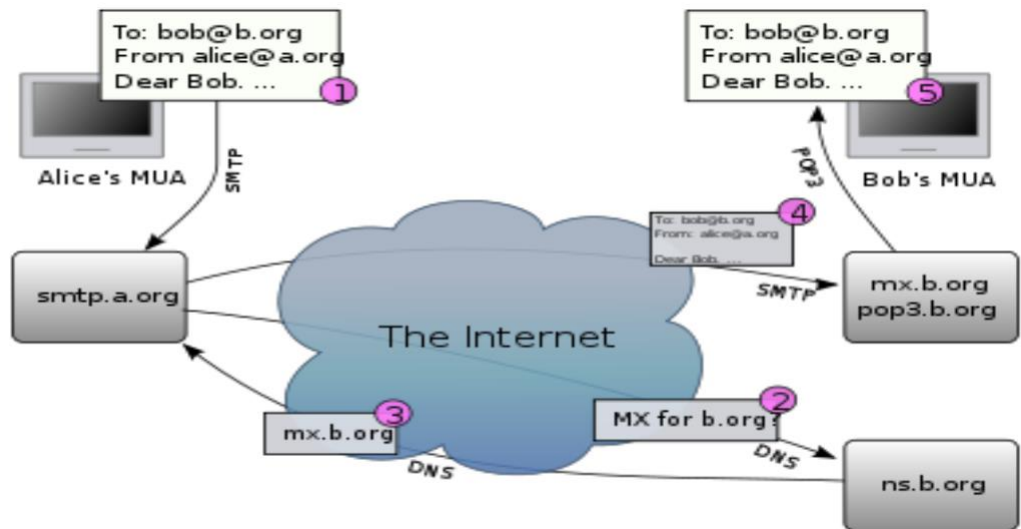 To: bob@b.org
From alice@a.org
Dear Bob. ...
1
Alice's MUA
SMTP
smtp.a.org
To: bob@b.org
From alice@a.org
Dear Bob. ...
5
Bob's MUA
POP3
To: bob@b.org
From: alice@a.org
Dear Bob. ...
4
SMTP
mx.b.org
pop3.b.org
The Internet
mx.b.org
3
DNS
MX for b.org?
2
DNS
ns.b.org